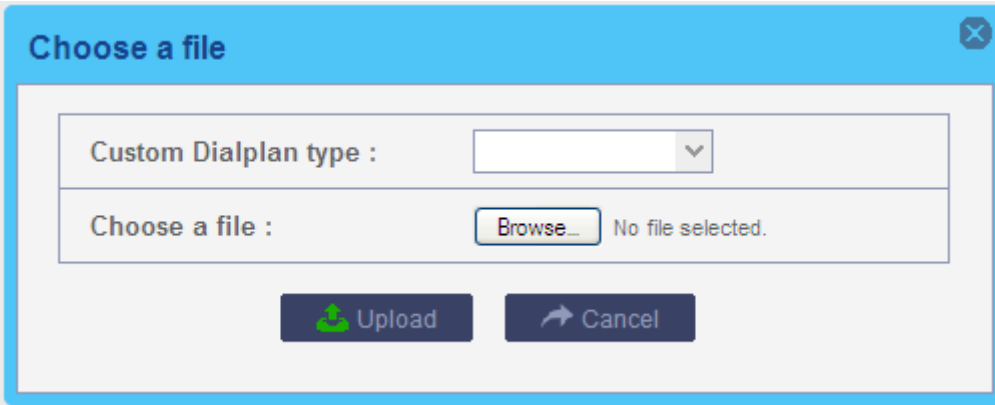 Choose a file
Custom Dialplan type :
Choose a file : Browse... No file selected.
Upload Cancel